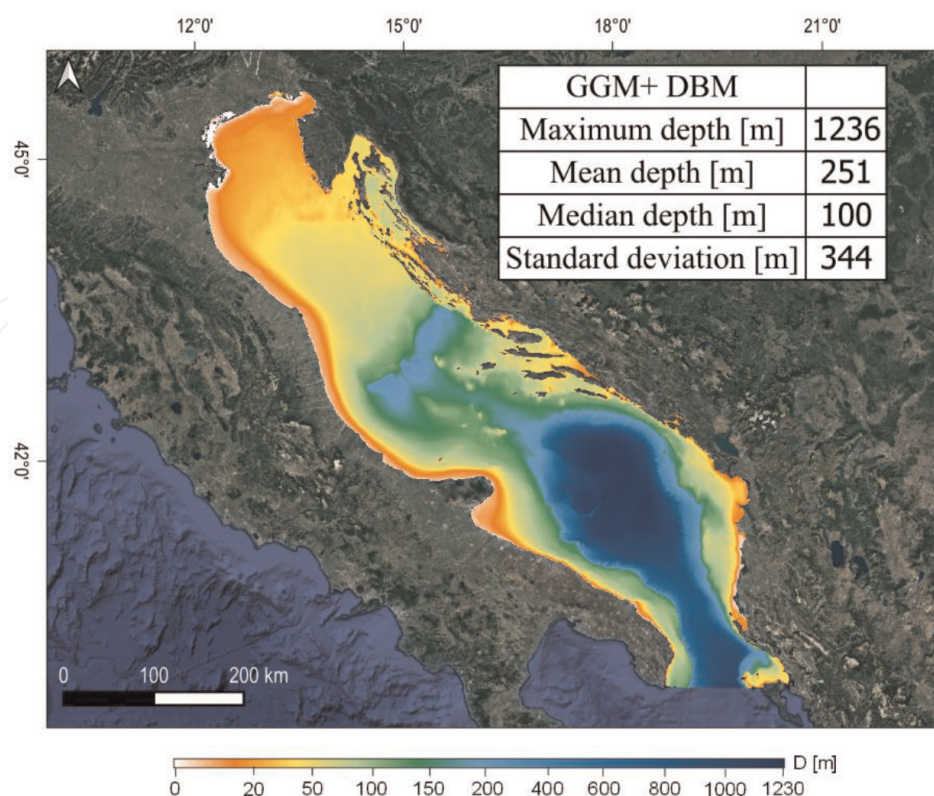 12°0' 15°0' 18°0' 21°0'
GGM+ DBM
Maximum depth [m] 1236
Mean depth [m] 251
Median depth [m] 100
Standard deviation [m] 344
45°0'
42°0'
0 100 200 km
D [m]
0 20 50 100 150 200 400 600 800 1000 1230